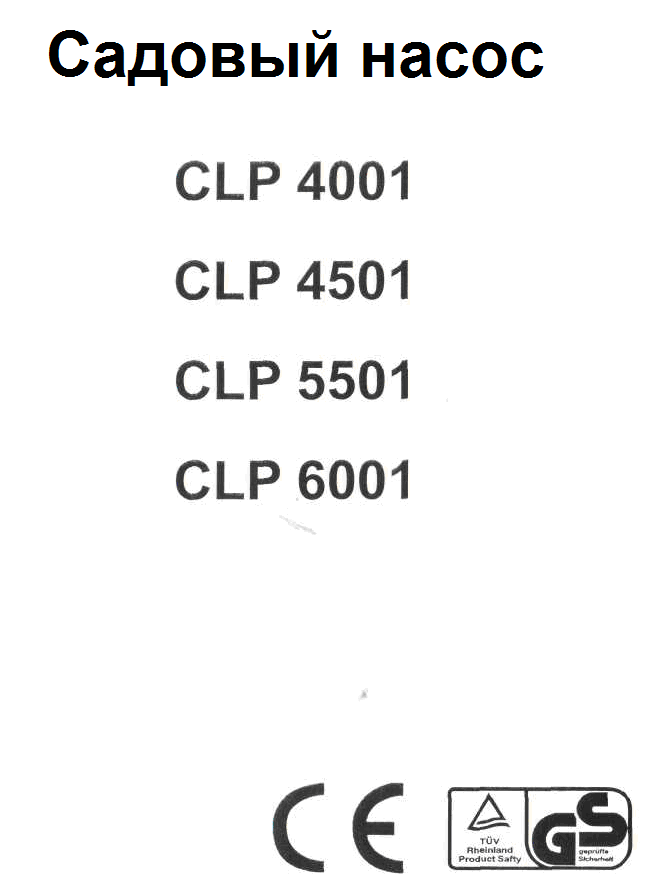 Садовый насос
CLP 4001
CLP 4501
CLP 5501
CLP 6001
CE
TÜV
Rheinland
Product Safty
GS
geprüfte
Sicherheit